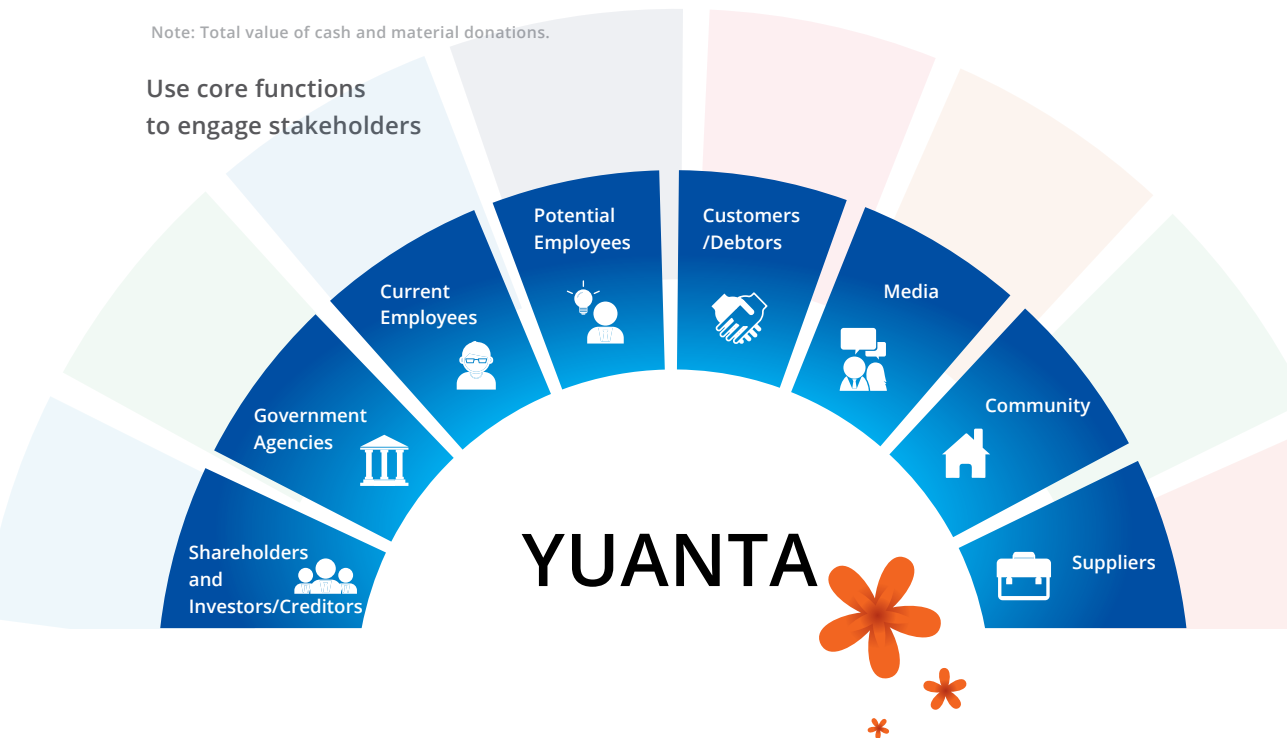 Note: Total value of cash and material donations.
Use core functions
to engage stakeholders
Potential
Employees
Customers
/Debtors
Current
Employees
Media
Government
Agencies
Community
Shareholders
and
Investors/Creditors
Suppliers
YUANTA